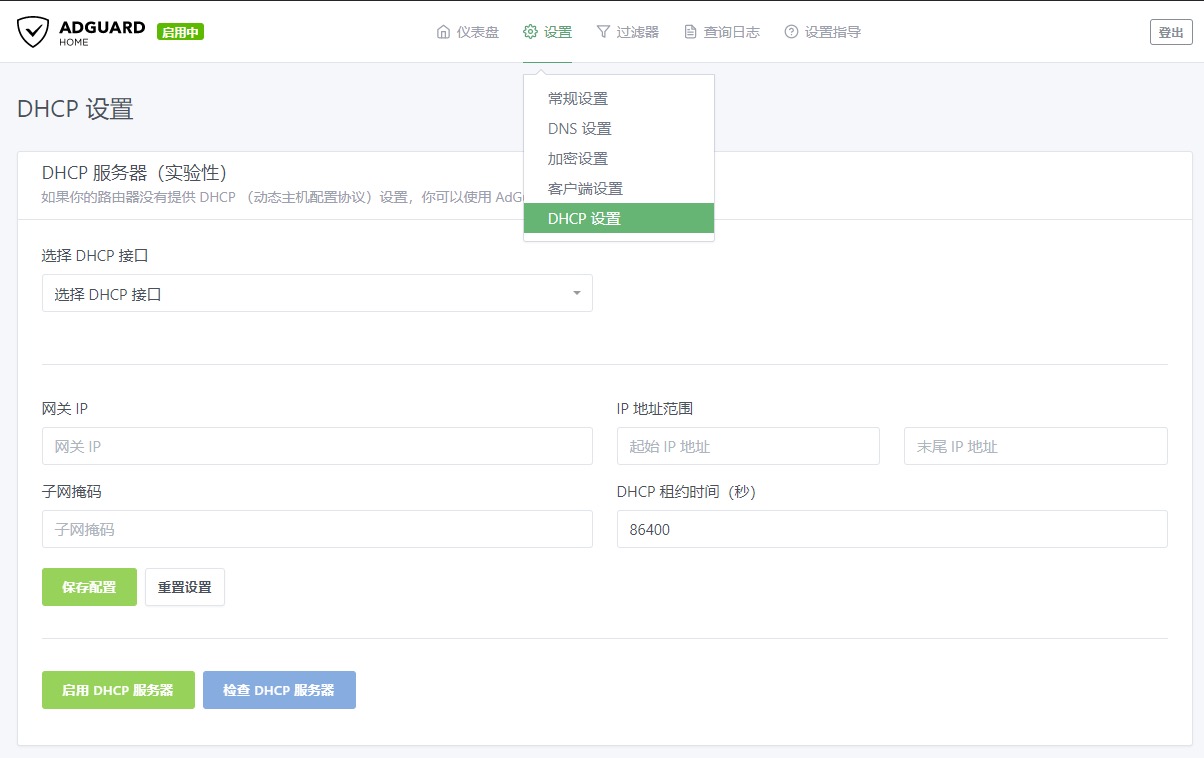 ADGUARD
HOME
启用中
仪表盘
设置
过滤器
查询日志
设置指导
登出
常规设置
DNS 设置
加密设置
客户端设置
DHCP 设置
DHCP 设置
DHCP 服务器（实验性）
如果你的路由器没有提供 DHCP （动态主机配置协议）设置，你可以使用
选择 DHCP 接口
选择 DHCP 接口
网关 IP
网关 IP
IP 地址范围
起始 IP 地址
末尾 IP 地址
子网掩码
子网掩码
DHCP 租约时间（秒）
86400
保存配置
重置设置
启用 DHCP 服务器
检查 DHCP 服务器